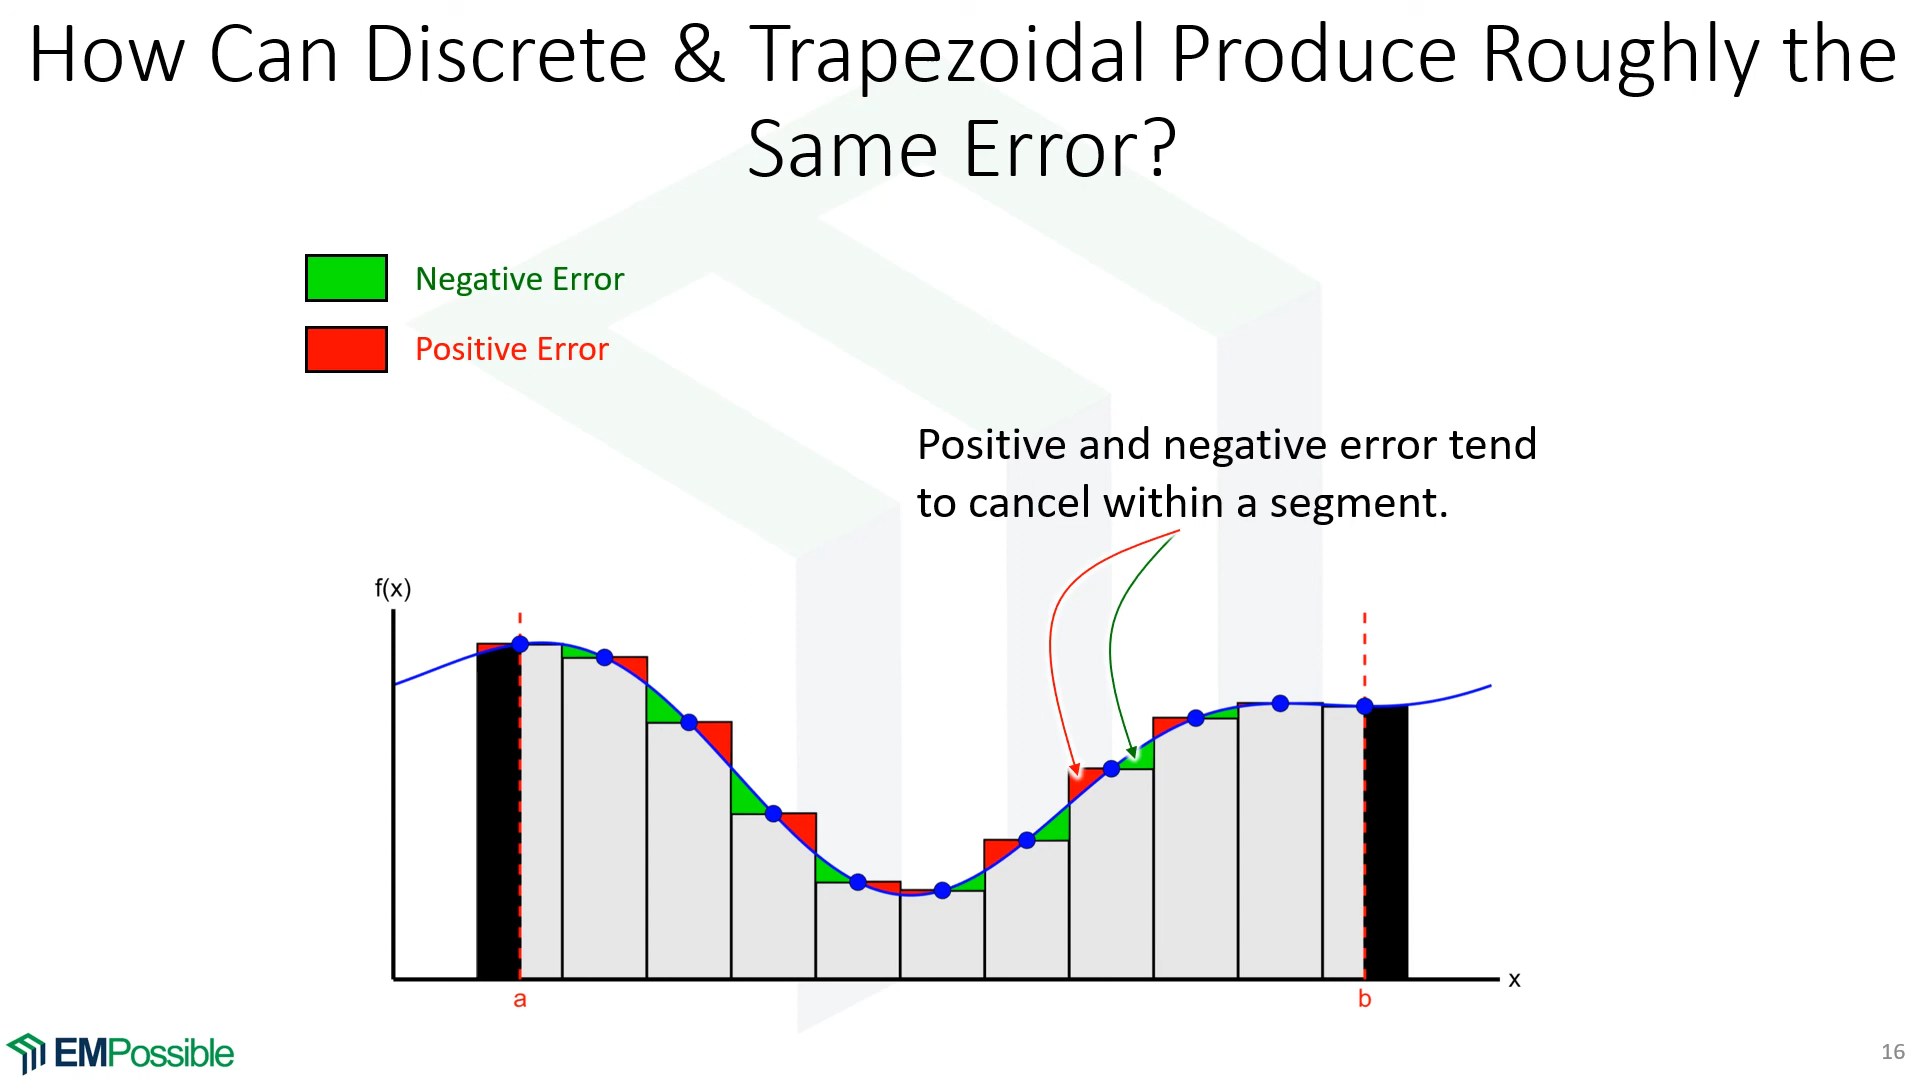 How Can Discrete & Trapezoidal Produce Roughly the
Same Error?
Negative Error
Positive Error
Positive and negative error tend
to cancel within a segment.
f(x)
x
a
b
EMPossible
16